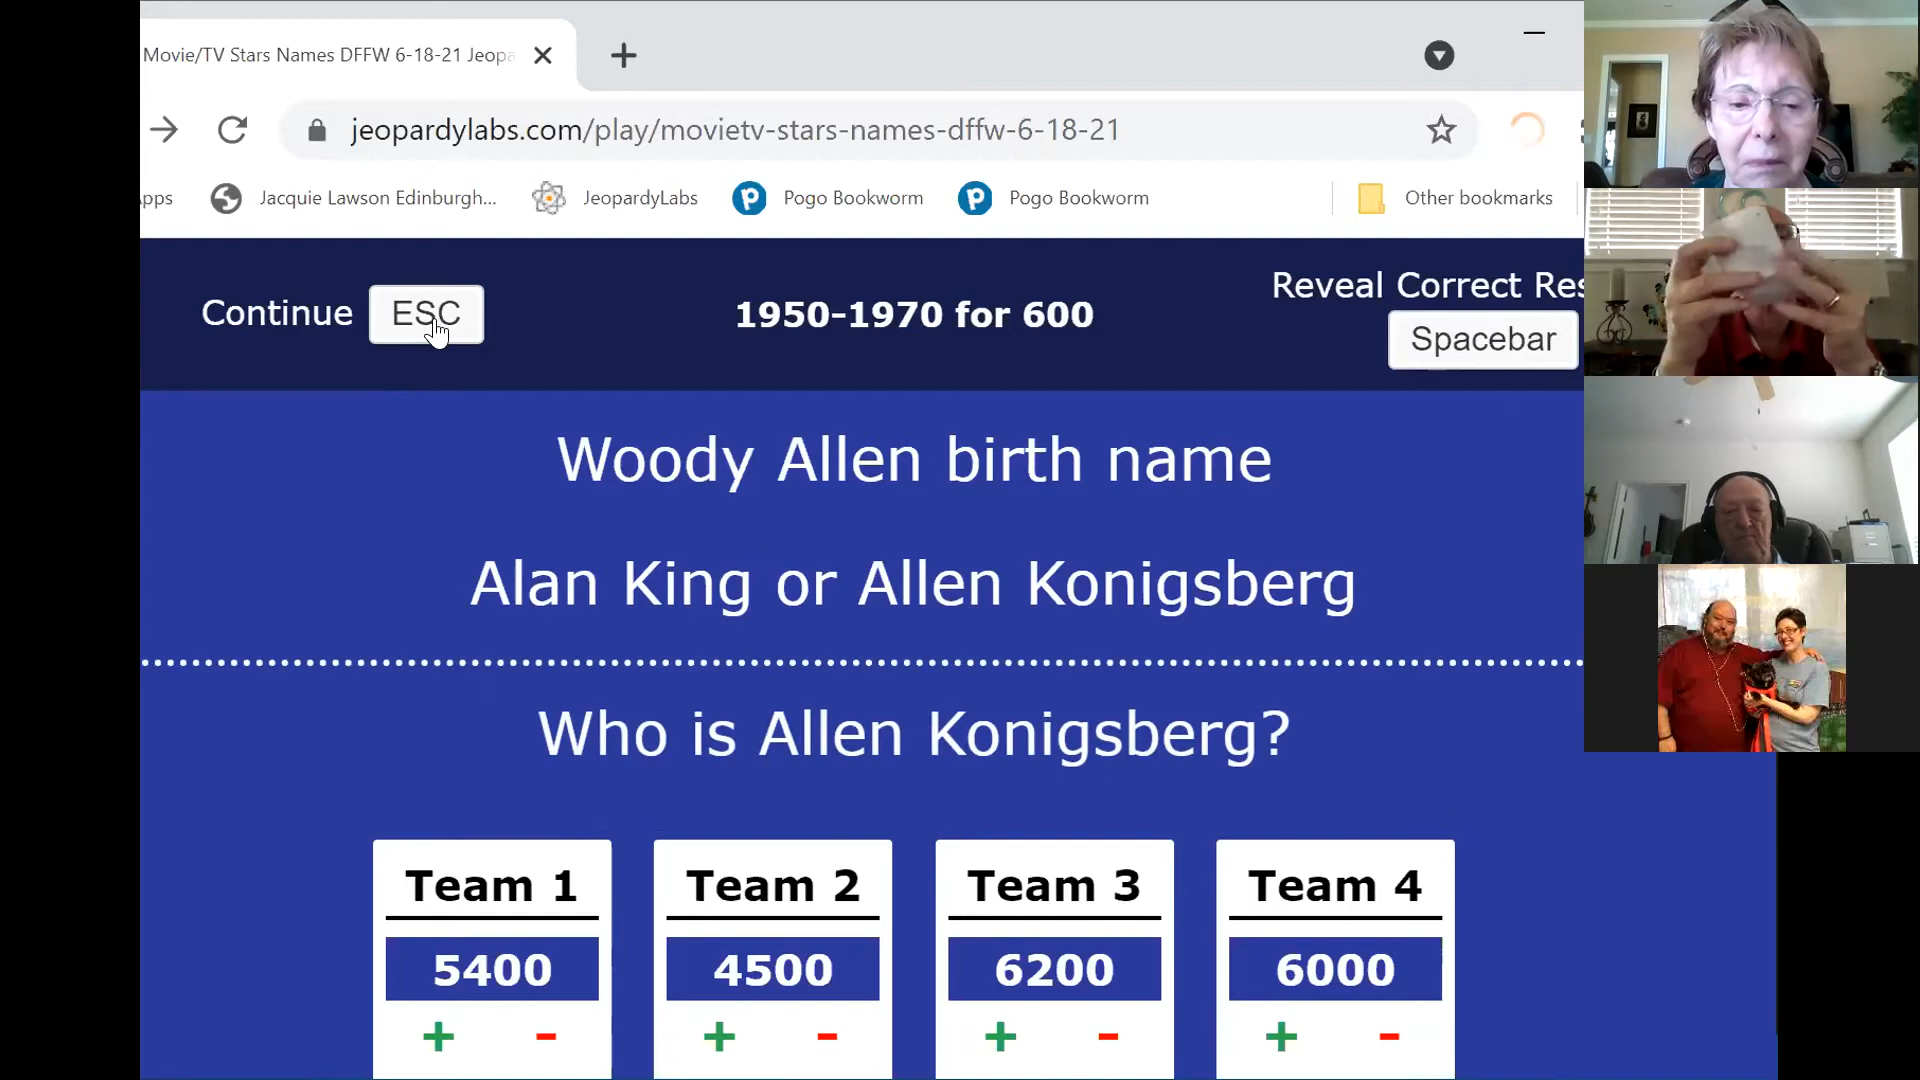 Movie/TV Stars Names DFFW 6-18-21 Jeopa
jeopardylabs.com/play/movietv-stars-names-dffw-6-18-21
pps
Jacquie Lawson Edinburgh...
JeopardyLabs
Pogo Bookworm
Pogo Bookworm
Other bookmarks
Continue ESC
1950-1970 for 600
Reveal Correct Res
Spacebar
Woody Allen birth name
Alan King or Allen Konigsberg
Who is Allen Konigsberg?
Team 1 Team 2 Team 3 Team 4
5400 4500 6200 6000
+ - + - + - + -